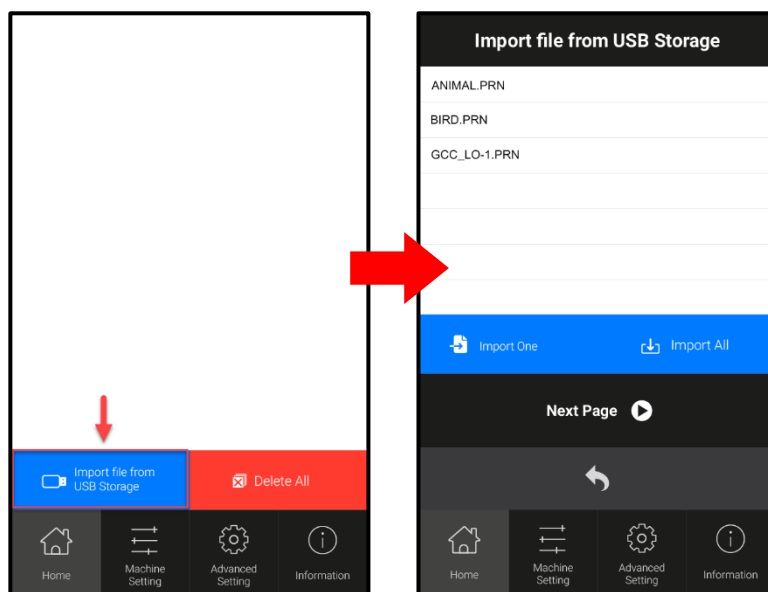 Import file from
USB Storage
Delete All
Home
Machine
Setting
Advanced
Setting
Information
Import file from USB Storage
ANIMAL.PRN
BIRD.PRN
GCC_LO-1.PRN
Import One
Import All
Next Page
Home
Machine
Setting
Advanced
Setting
Information